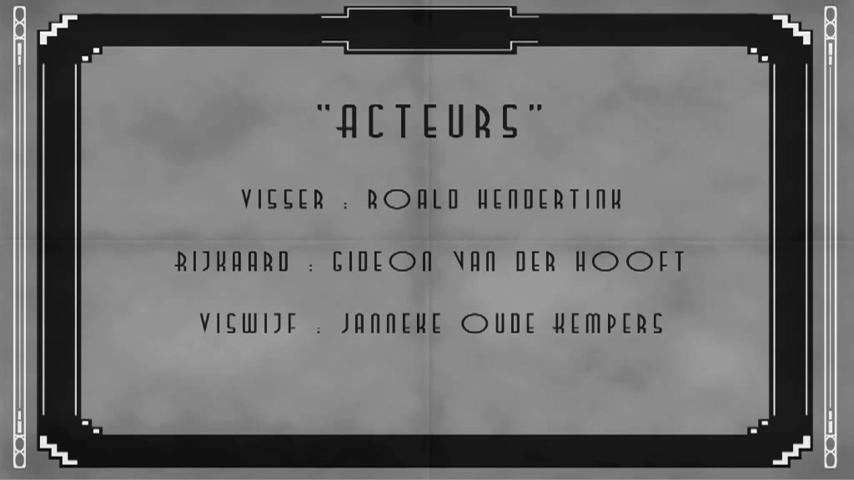 "ACTEURS"
VISSER : ROALD HENDERTINK
RIJKAARD : GIDEON VAN DER HOOFT
VISWIJF : JANNEKE OUDE KEMPERS